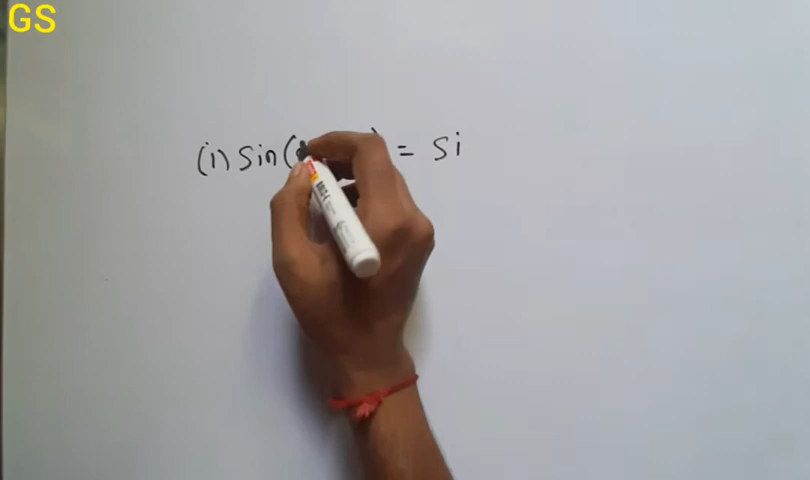 GS
(i) Sin( ) = Si